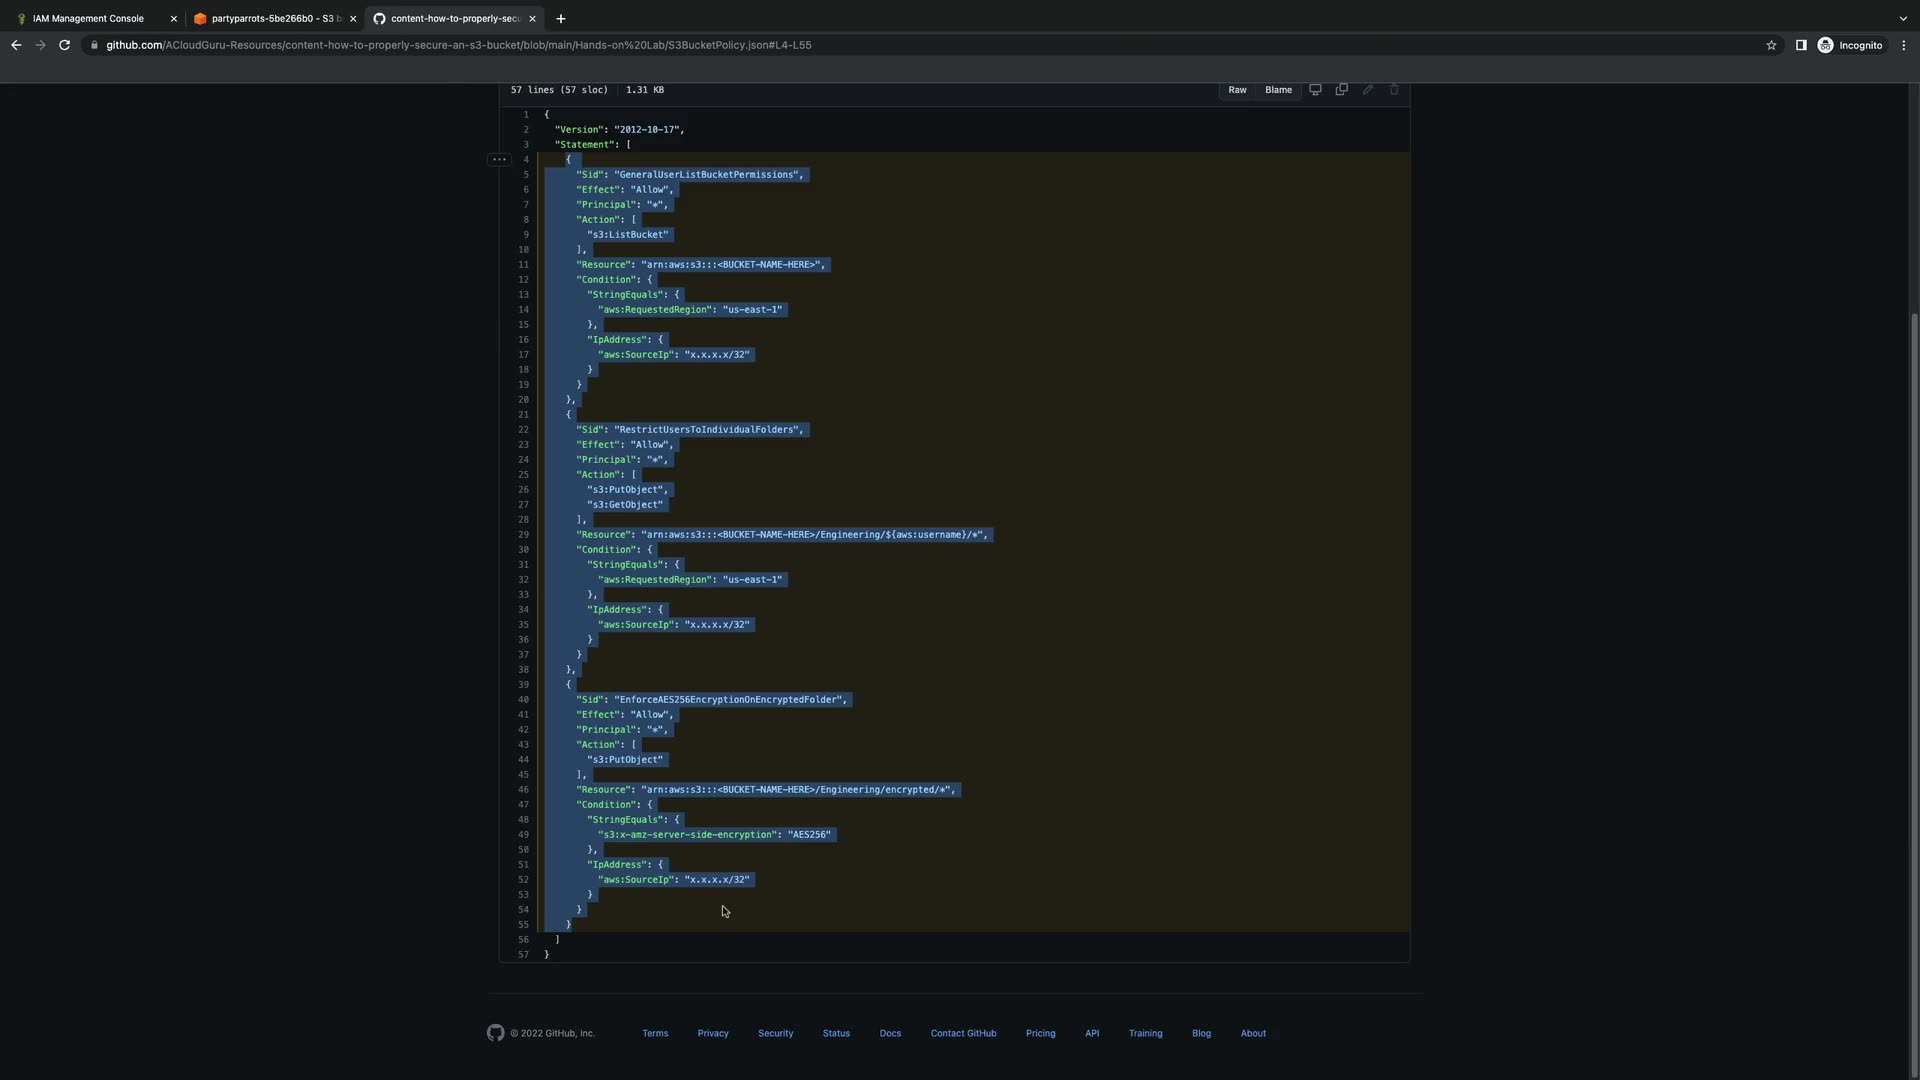 IAM Management Console
partyparrots-5be266b0 - S3 b
content-how-to-properly-secu
github.com/ACloudGuru-Resources/content-how-to-properly-secure-an-s3-bucket/blob/main/Hands-on%20Lab/S3BucketPolicy.json#L4-L55
Incognito
57 lines (57 sloc) 1.31 KB
Raw Blame
1 {
2 "Version": "2012-10-17",
3 "Statement": [
4 {
5 "Sid": "GeneralUserListBucketPermissions",
6 "Effect": "Allow",
7 "Principal": "*",
8 "Action": [
9 "s3:ListBucket"
10 ],
11 "Resource": "arn:aws:s3:::<BUCKET-NAME-HERE>",
12 "Condition": {
13 "StringEquals": {
14 "aws:RequestedRegion": "us-east-1"
15 },
16 "IpAddress": {
17 "aws:SourceIp": "x.x.x.x/32"
18 }
19 }
20 },
21 {
22 "Sid": "RestrictUsersToIndividualFolders",
23 "Effect": "Allow",
24 "Principal": "*",
25 "Action": [
26 "s3:PutObject",
27 "s3:GetObject"
28 ],
29 "Resource": "arn:aws:s3:::<BUCKET-NAME-HERE>/Engineering/${aws:username}/*",
30 "Condition": {
31 "StringEquals": {
32 "aws:RequestedRegion": "us-east-1"
33 },
34 "IpAddress": {
35 "aws:SourceIp": "x.x.x.x/32"
36 }
37 }
38 },
39 {
40 "Sid": "EnforceAES256EncryptionOnEncryptedFolder",
41 "Effect": "Allow",
42 "Principal": "*",
43 "Action": [
44 "s3:PutObject"
45 ],
46 "Resource": "arn:aws:s3:::<BUCKET-NAME-HERE>/Engineering/encrypted/*",
47 "Condition": {
48 "StringEquals": {
49 "s3:x-amz-server-side-encryption": "AES256"
50 },
51 "IpAddress": {
52 "aws:SourceIp": "x.x.x.x/32"
53 }
54 }
55 }
56 ]
57 }
© 2022 GitHub, Inc. Terms Privacy Security Status Docs Contact GitHub Pricing API Training Blog About